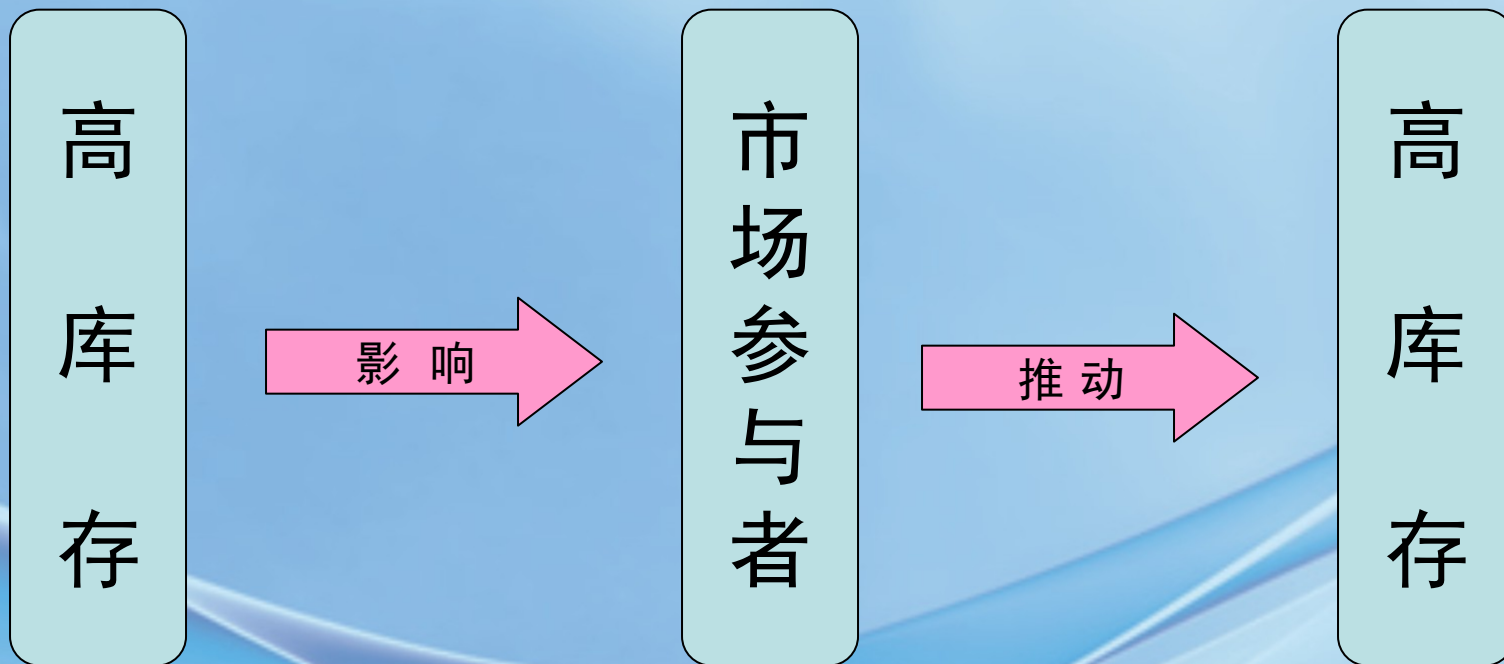 高库存
影 响
市场参与者
推 动
高库存